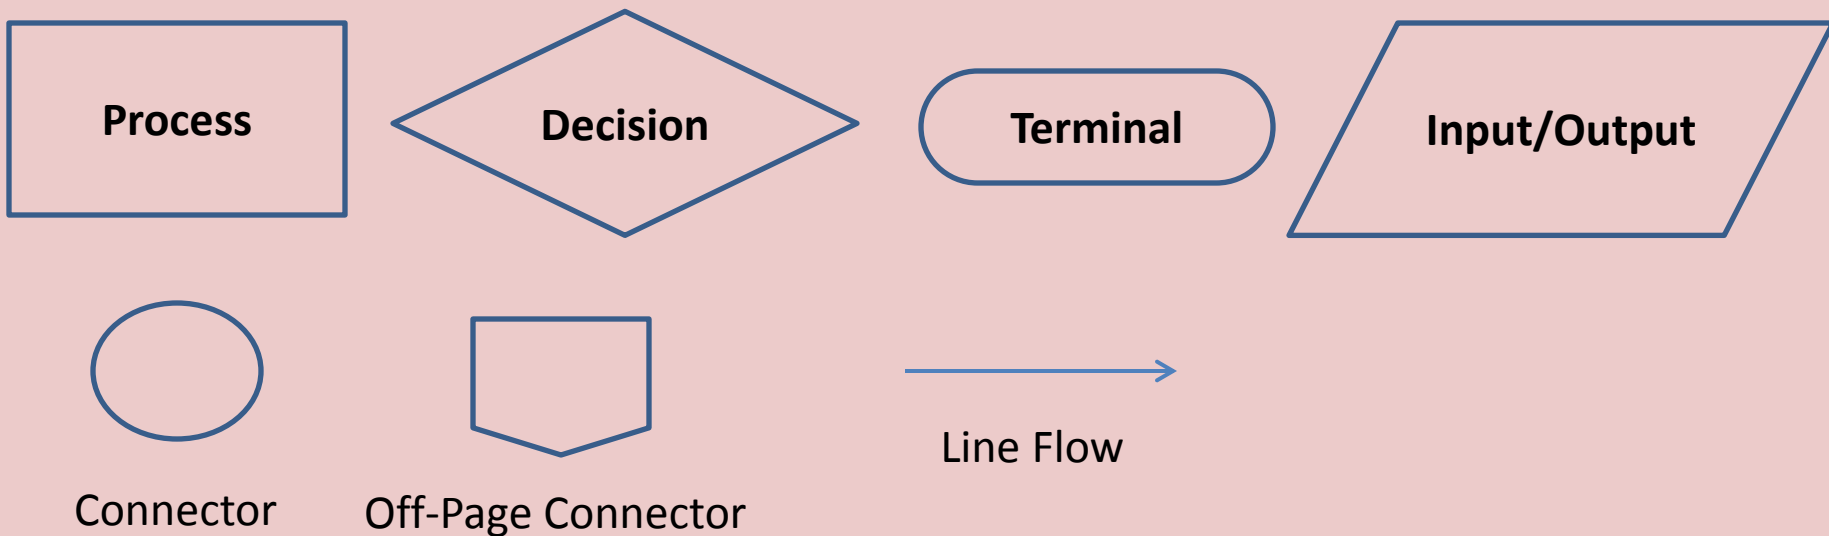 Process
Decision
Terminal
Input/Output
Line Flow
Connector
Off-Page Connector